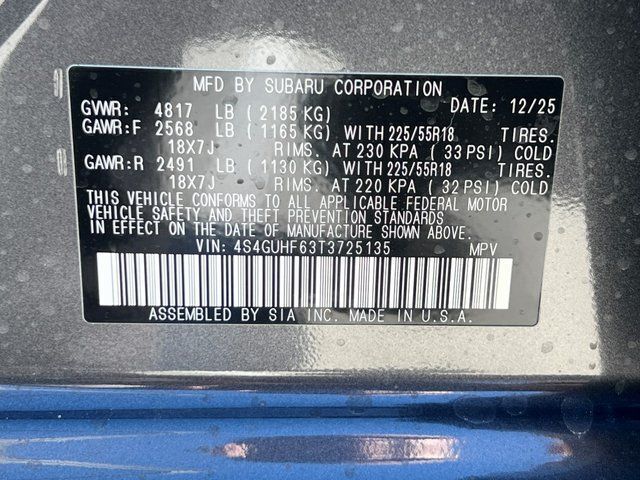 MFD BY SUBARU CORPORATION
GVWR: 4817 LB ( 2185 KG) DATE: 12/25
GAWR:F 2568 LB ( 1165 KG) WITH 225/55R18 TIRES.
18X7J RIMS. AT 230 KPA ( 33 PSI) COLD
GAWR:R 2491 LB ( 1130 KG) WITH 225/55R18 TIRES.
18X7J RIMS. AT 220 KPA ( 32 PSI) COLD
THIS VEHICLE CONFORMS TO ALL APPLICABLE FEDERAL MOTOR
VEHICLE SAFETY AND THEFT PREVENTION STANDARDS
IN EFFECT ON THE DATE OF MANUFACTURE SHOWN ABOVE.
VIN: 4S4GUHF63T3725135 MPV
ASSEMBLED BY SIA INC. MADE IN U.S.A.